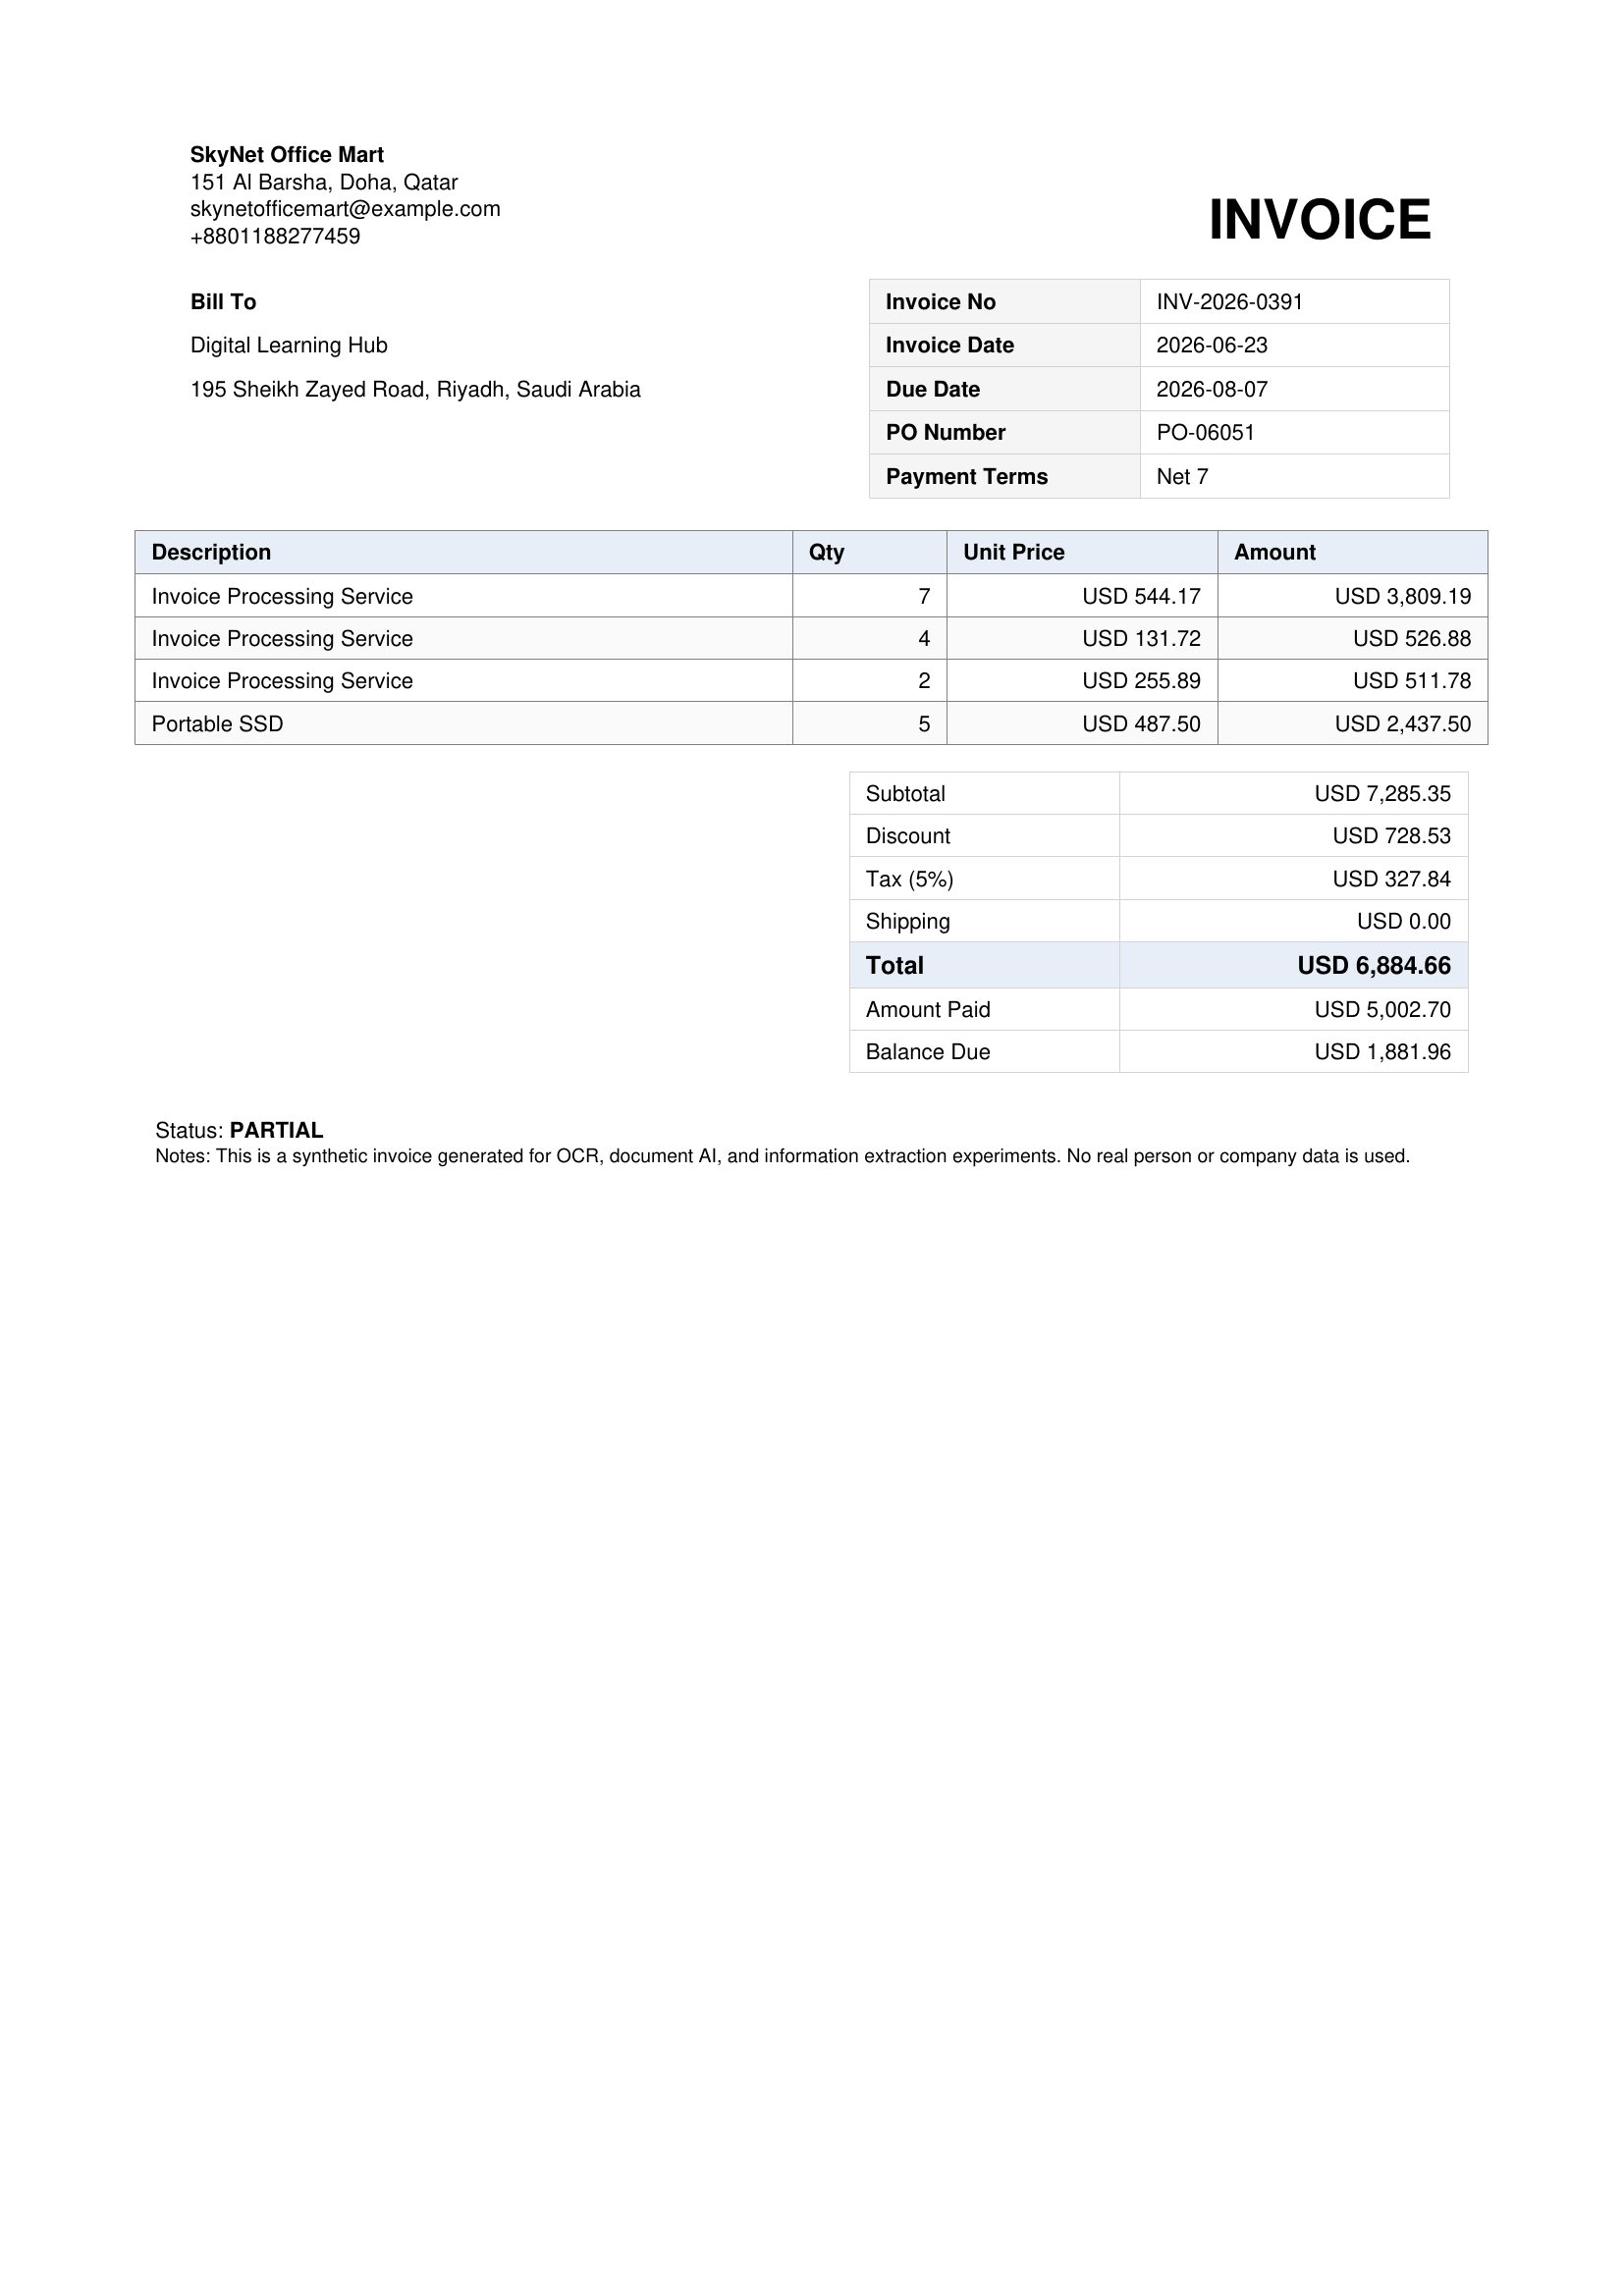 SkyNet Office Mart
151 Al Barsha, Doha, Qatar
skynetofficemart@example.com
+8801188277459
INVOICE
Bill To
Digital Learning Hub
195 Sheikh Zayed Road, Riyadh, Saudi Arabia
Invoice No INV-2026-0391
Invoice Date 2026-06-23
Due Date 2026-08-07
PO Number PO-06051
Payment Terms Net 7
Description Qty Unit Price Amount
Invoice Processing Service 7 USD 544.17 USD 3,809.19
Invoice Processing Service 4 USD 131.72 USD 526.88
Invoice Processing Service 2 USD 255.89 USD 511.78
Portable SSD 5 USD 487.50 USD 2,437.50
Subtotal USD 7,285.35
Discount USD 728.53
Tax (5%) USD 327.84
Shipping USD 0.00
Total USD 6,884.66
Amount Paid USD 5,002.70
Balance Due USD 1,881.96
Status: PARTIAL
Notes: This is a synthetic invoice generated for OCR, document AI, and information extraction experiments. No real person or company data is used.